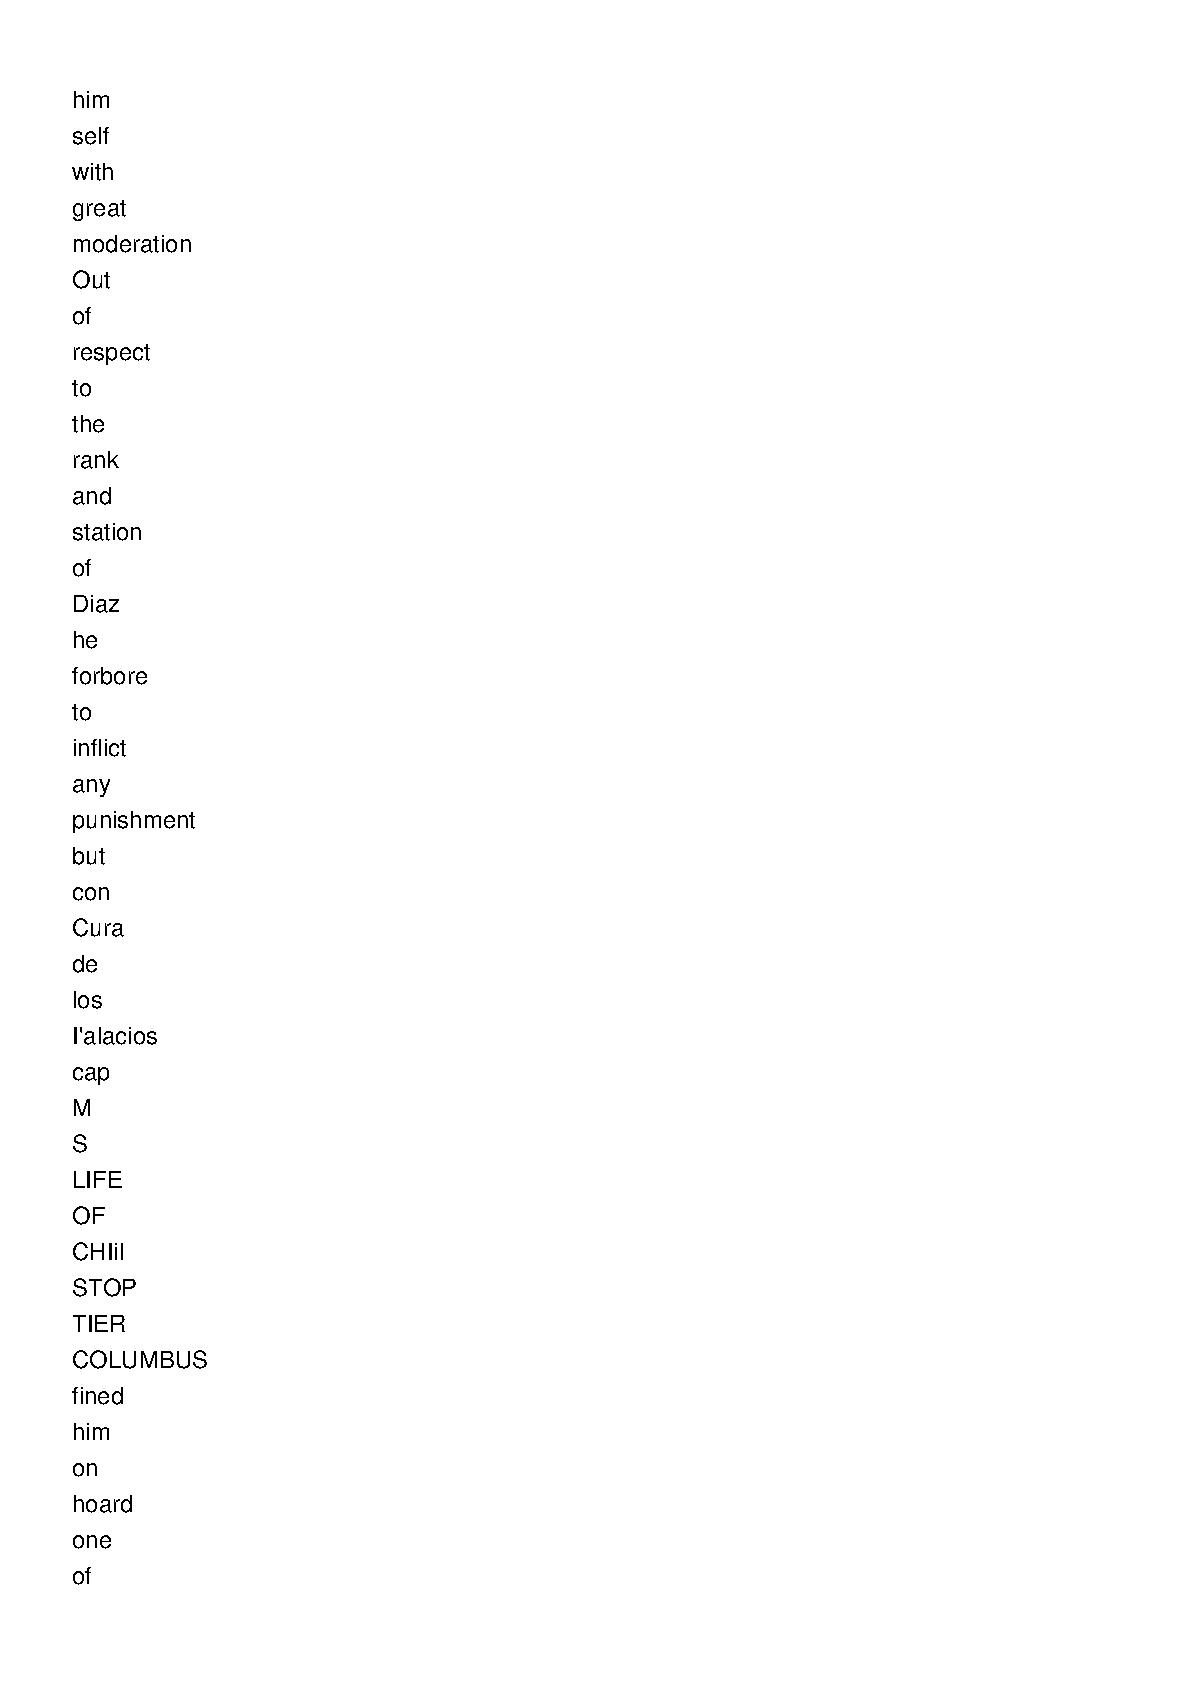 him
self
with
great
moderation
Out
of
respect
to
the
rank
and
station
of
Diaz
he
forbore
to
inflict
any
punishment
but
con
Cura
de
los
I'alacios
cap
M
S
LIFE
OF
CHIil
STOP
TIER
COLUMBUS
fined
him
on
hoard
one
of